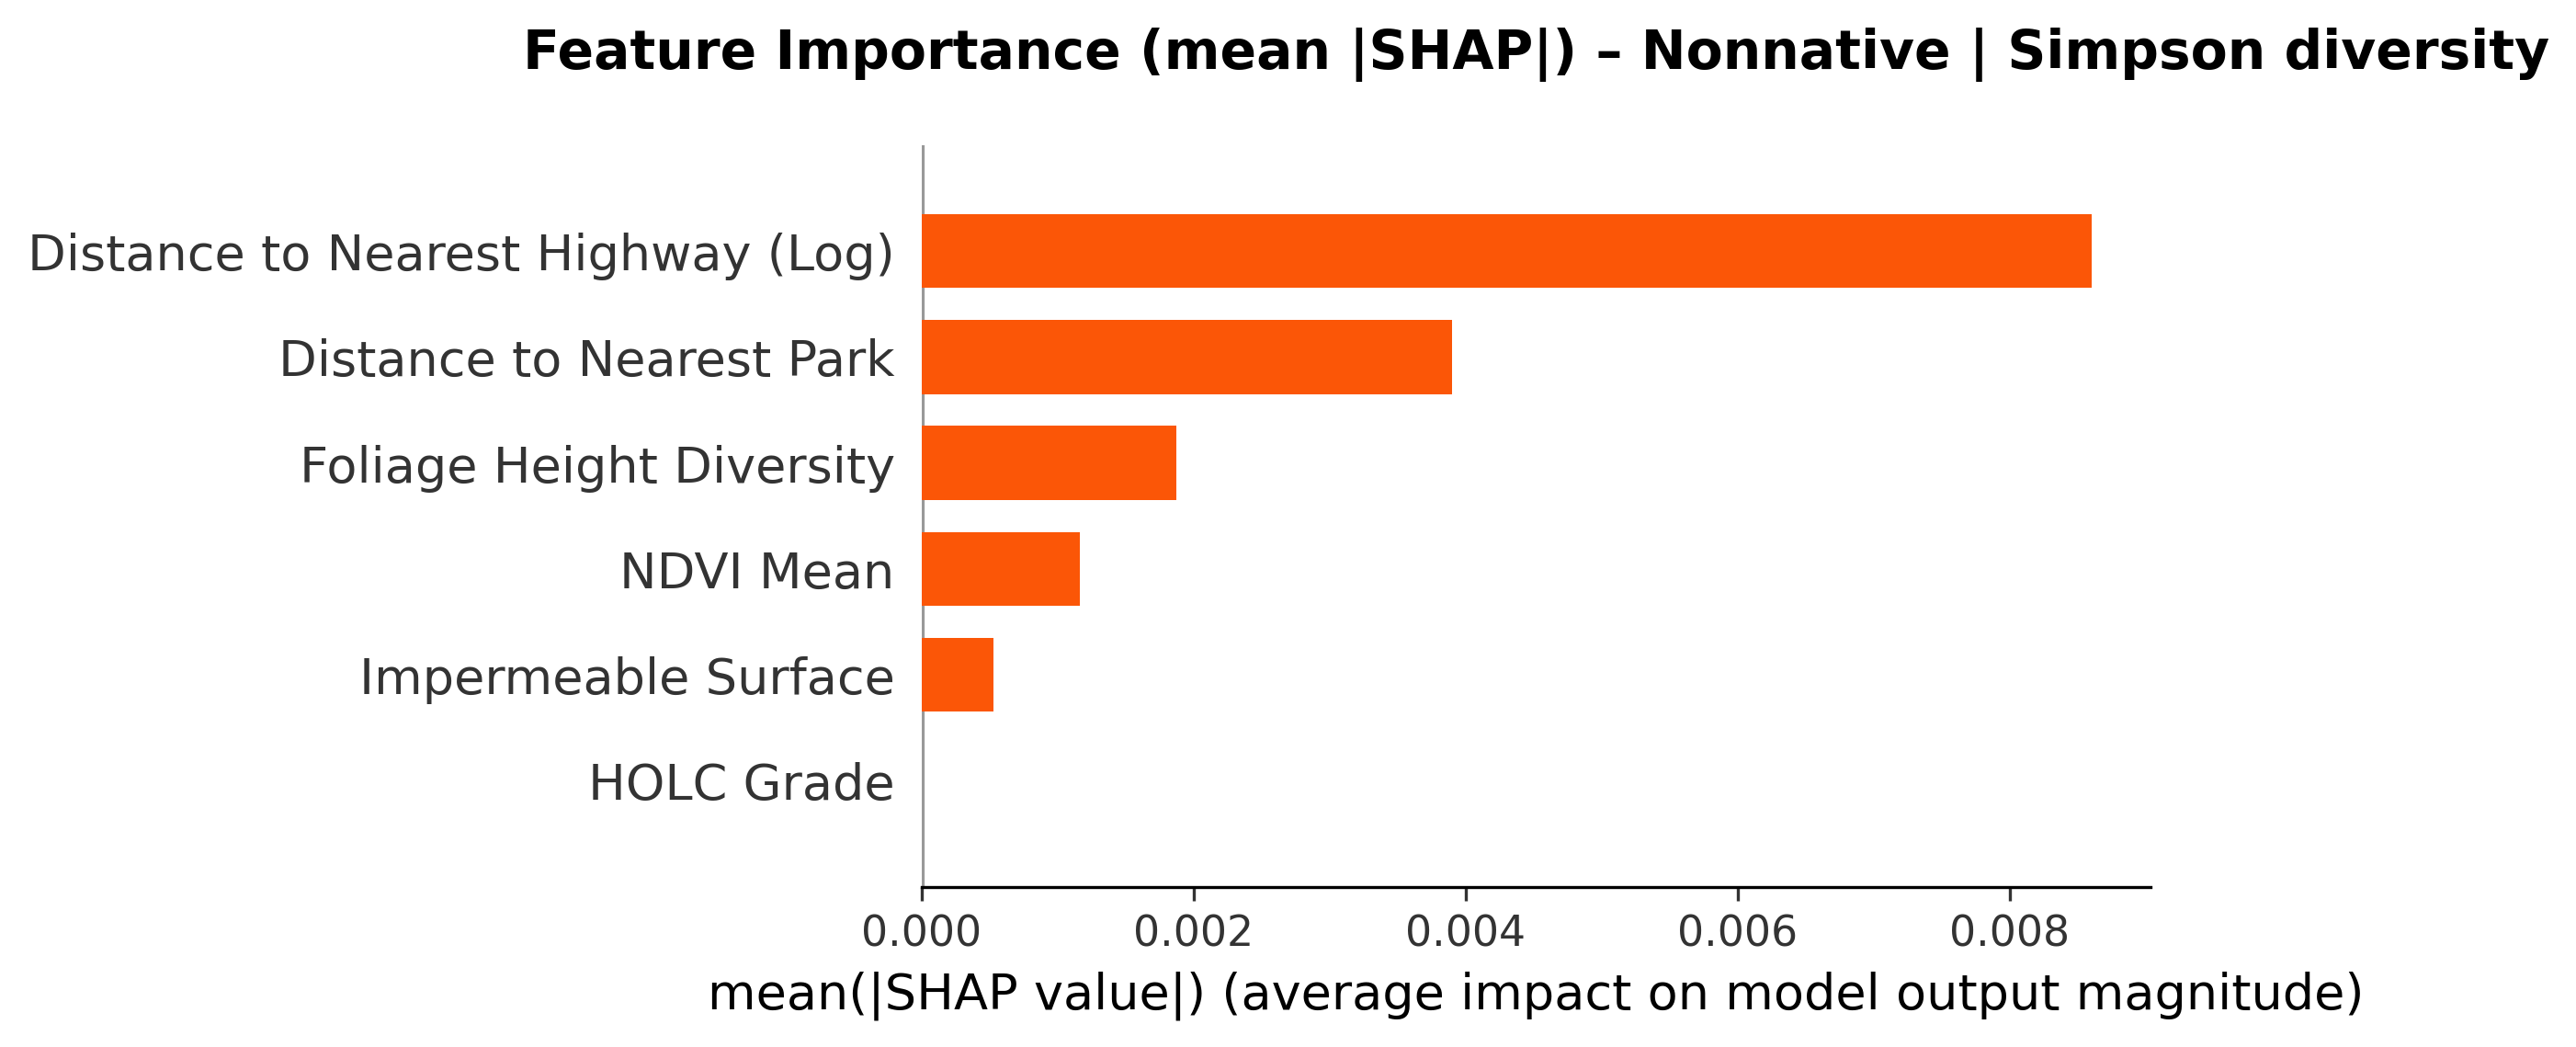 Feature Importance (mean |SHAP|) – Nonnative | Simpson diversity
Distance to Nearest Highway (Log)
Distance to Nearest Park
Foliage Height Diversity
NDVI Mean
Impermeable Surface
HOLC Grade
0.000 0.002 0.004 0.006 0.008
mean(|SHAP value|) (average impact on model output magnitude)